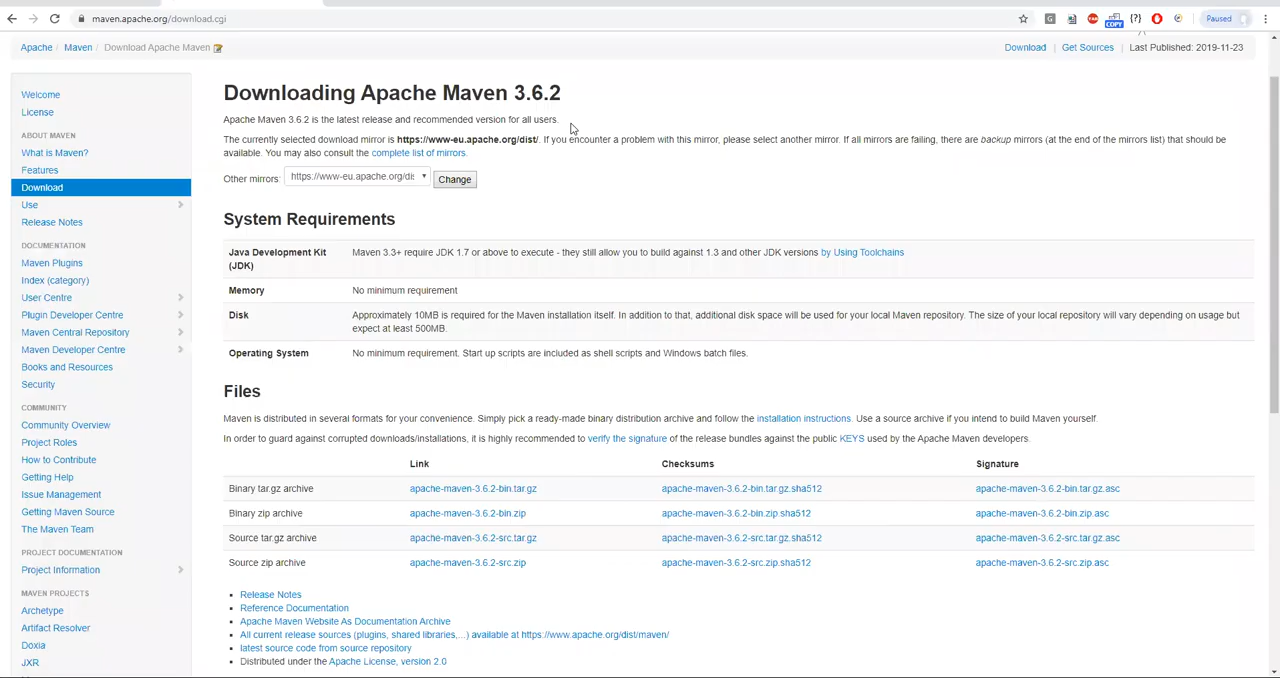 maven.apache.org/download.cgi
COPY
{?}
Paused
Apache / Maven / Download Apache Maven
Download | Get Sources | Last Published: 2019-11-23
Welcome
License
ABOUT MAVEN
What is Maven?
Features
Download
Use
Release Notes
DOCUMENTATION
Maven Plugins
Index (category)
User Centre
Plugin Developer Centre
Maven Central Repository
Maven Developer Centre
Books and Resources
Security
COMMUNITY
Community Overview
Project Roles
How to Contribute
Getting Help
Issue Management
Getting Maven Source
The Maven Team
PROJECT DOCUMENTATION
Project Information
MAVEN PROJECTS
Archetype
Artifact Resolver
Doxia
JXR
Downloading Apache Maven 3.6.2
Apache Maven 3.6.2 is the latest release and recommended version for all users.
The currently selected download mirror is https://www-eu.apache.org/dist/. If you encounter a problem with this mirror, please select another mirror. If all mirrors are failing, there are backup mirrors (at the end of the mirrors list) that should be
available. You may also consult the complete list of mirrors.
Other mirrors: https://www-eu.apache.org/dis Change
System Requirements
Java Development Kit Maven 3.3+ require JDK 1.7 or above to execute - they still allow you to build against 1.3 and other JDK versions by Using Toolchains
(JDK)
Memory No minimum requirement
Disk Approximately 10MB is required for the Maven installation itself. In addition to that, additional disk space will be used for your local Maven repository. The size of your local repository will vary depending on usage but
expect at least 500MB.
Operating System No minimum requirement. Start up scripts are included as shell scripts and Windows batch files.
Files
Maven is distributed in several formats for your convenience. Simply pick a ready-made binary distribution archive and follow the installation instructions. Use a source archive if you intend to build Maven yourself.
In order to guard against corrupted downloads/installations, it is highly recommended to verify the signature of the release bundles against the public KEYS used by the Apache Maven developers.
Link Checksums Signature
Binary tar.gz archive apache-maven-3.6.2-bin.tar.gz apache-maven-3.6.2-bin.tar.gz.sha512 apache-maven-3.6.2-bin.tar.gz.asc
Binary zip archive apache-maven-3.6.2-bin.zip apache-maven-3.6.2-bin.zip.sha512 apache-maven-3.6.2-bin.zip.asc
Source tar.gz archive apache-maven-3.6.2-src.tar.gz apache-maven-3.6.2-src.tar.gz.sha512 apache-maven-3.6.2-src.tar.gz.asc
Source zip archive apache-maven-3.6.2-src.zip apache-maven-3.6.2-src.zip.sha512 apache-maven-3.6.2-src.zip.asc
Release Notes
Reference Documentation
Apache Maven Website As Documentation Archive
All current release sources (plugins, shared libraries,...) available at https://www.apache.org/dist/maven/
latest source code from source repository
Distributed under the Apache License, version 2.0